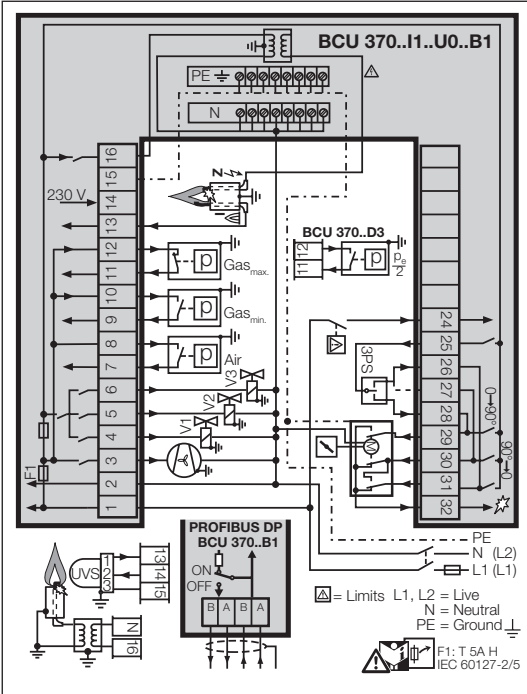 BCU 370..I1..U0..B1
PE
N
16
15
14
13
12
11
10
9
8
7
6
5
4
3
2
1
230 V
Z
I
p
Gas max.
p
Gas min.
p
Air
V3
V2
V1
M
F1
BCU 370..D3
12
11
p
pe
2
24
25
26
27
28
29
30
31
32
3PS
0→90°
90°→0
PROFIBUS DP
BCU 370..B1
ON
OFF
B A B A
UVS
1
2
3
13
14
15
N
16
PE
N (L2)
L1 (L1)
= Limits L1, L2 = Live
N = Neutral
PE = Ground
F1: T 5A H
IEC 60127-2/5